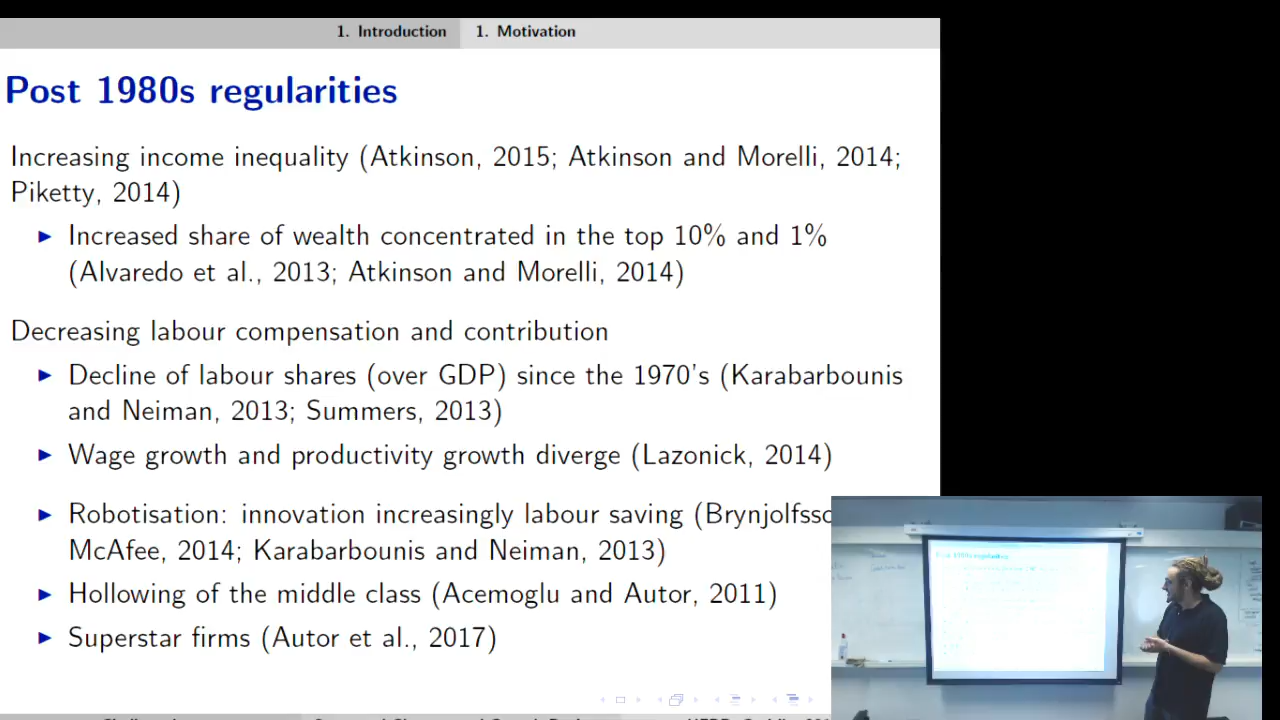 1. Introduction 1. Motivation
Post 1980s regularities
Increasing income inequality (Atkinson, 2015; Atkinson and Morelli, 2014;
Piketty, 2014)
Increased share of wealth concentrated in the top 10% and 1%
(Alvaredo et al., 2013; Atkinson and Morelli, 2014)
Decreasing labour compensation and contribution
Decline of labour shares (over GDP) since the 1970's (Karabarbounis
and Neiman, 2013; Summers, 2013)
Wage growth and productivity growth diverge (Lazonick, 2014)
Robotisation: innovation increasingly labour saving
McAfee, 2014; Karabarbounis and Neiman, 2013)
Hollowing of the middle class (Acemoglu and Autor, 2011)
Superstar firms (Autor et al., 2017)
Post 1980s regularities